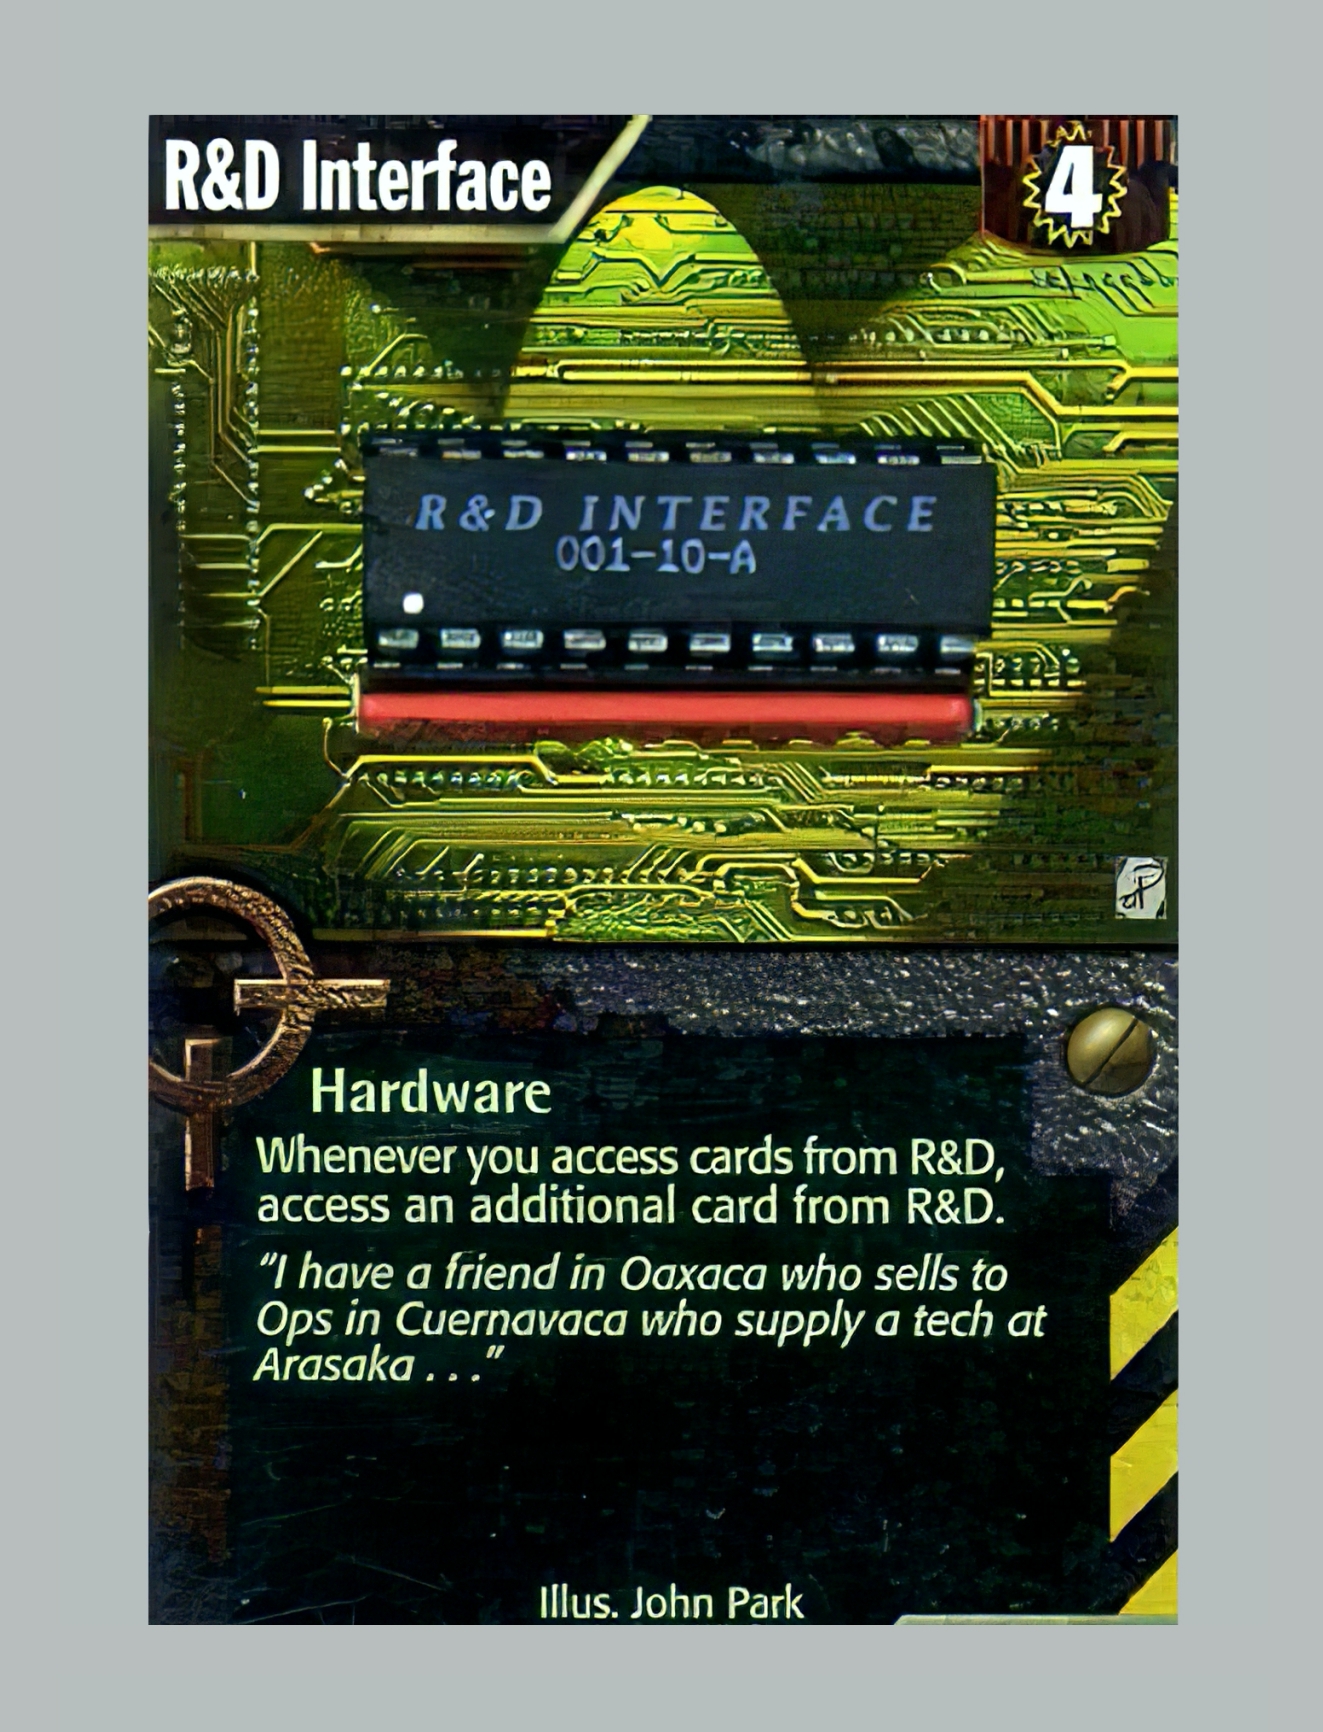 R&D Interface
4
R&D INTERFACE
001-10-A
Hardware
Whenever you access cards from R&D,
access an additional card from R&D.
"I have a friend in Oaxaca who sells to
Ops in Cuernavaca who supply a tech at
Arasaka . . ."
Illus. John Park